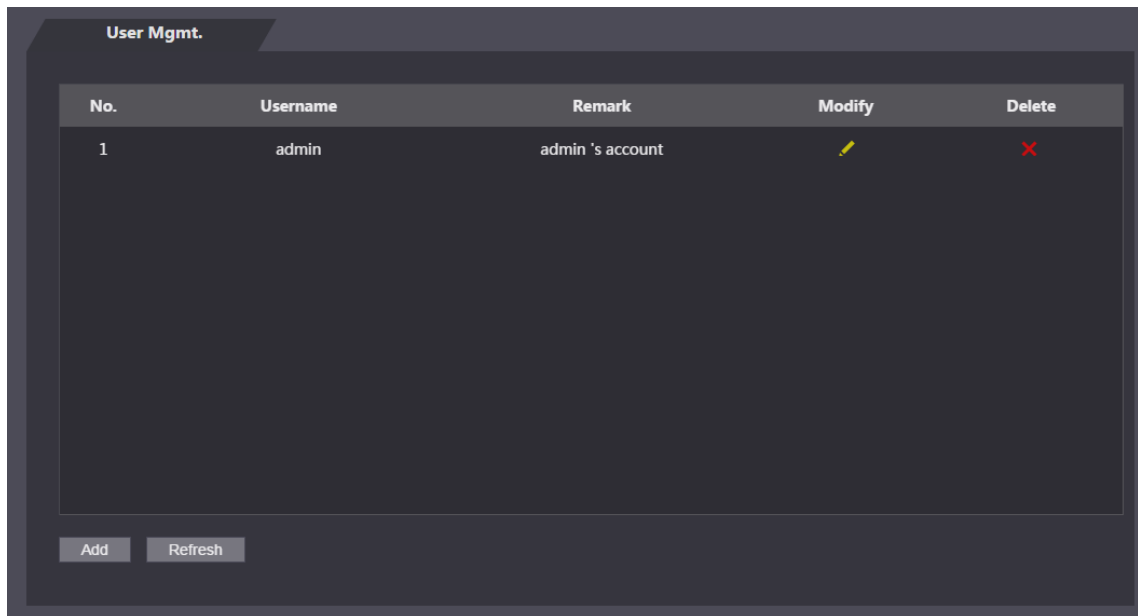 User Mgmt.
No. Username Remark Modify Delete
1 admin admin 's account
Add Refresh